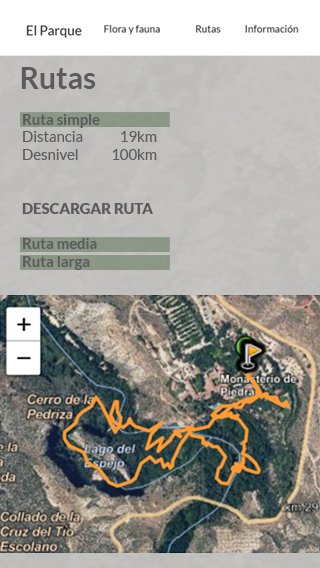 El Parque Flora y fauna Rutas Información
Rutas
Ruta simple
Distancia 19km
Desnivel 100km
DESCARGAR RUTA
Ruta media
Ruta larga
+
−
Monasterio de
Piedra
Cerro de la
Pedriza
Lago del
Espejo
e la
a
da
km 29
Collado de la
Cruz del Tío
Escolano